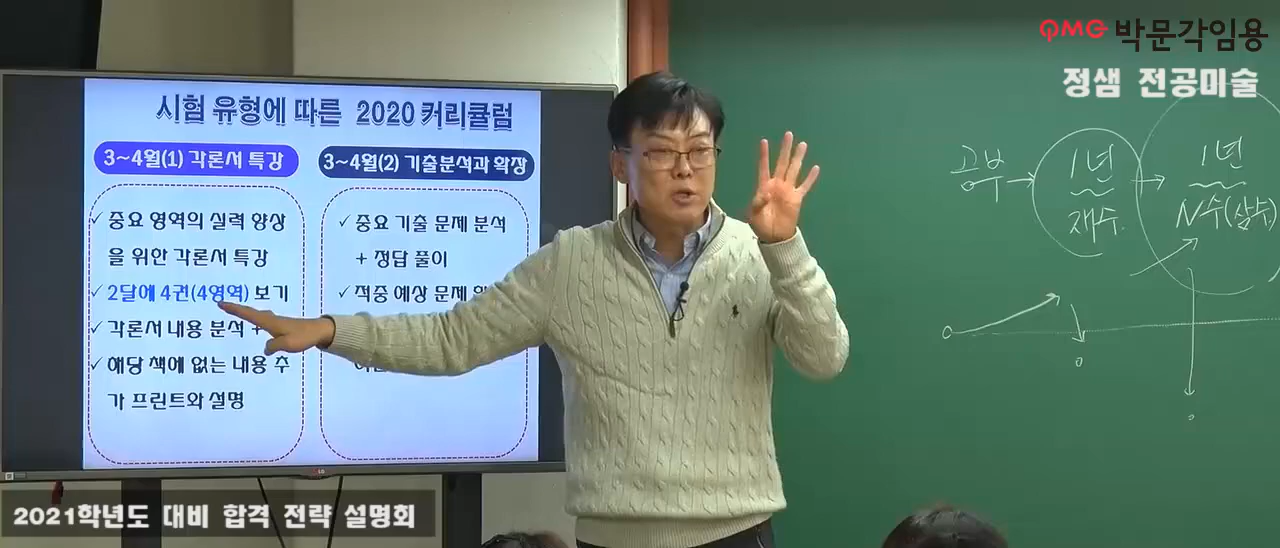 PMG 박문각임용
정샘 전공미술
시험 유형에 따른 2020 커리큘럼
3~4월(1) 각론서 특강
✓ 중요 영역의 실력 향상
을 위한 각론서 특강
✓ 2달에 4권(4영역) 보기
✓ 각론서 내용 분석 +
✓ 해당 책에 없는 내용 추
가 프린트와 설명
3~4월(2) 기출분석과 확장
✓ 중요 기출 문제 분석
+ 정답 풀이
✓ 적중 예상 문제
공부
1년
재수
1년
N수(삼수)
LG
2021학년도 대비 합격 전략 설명회